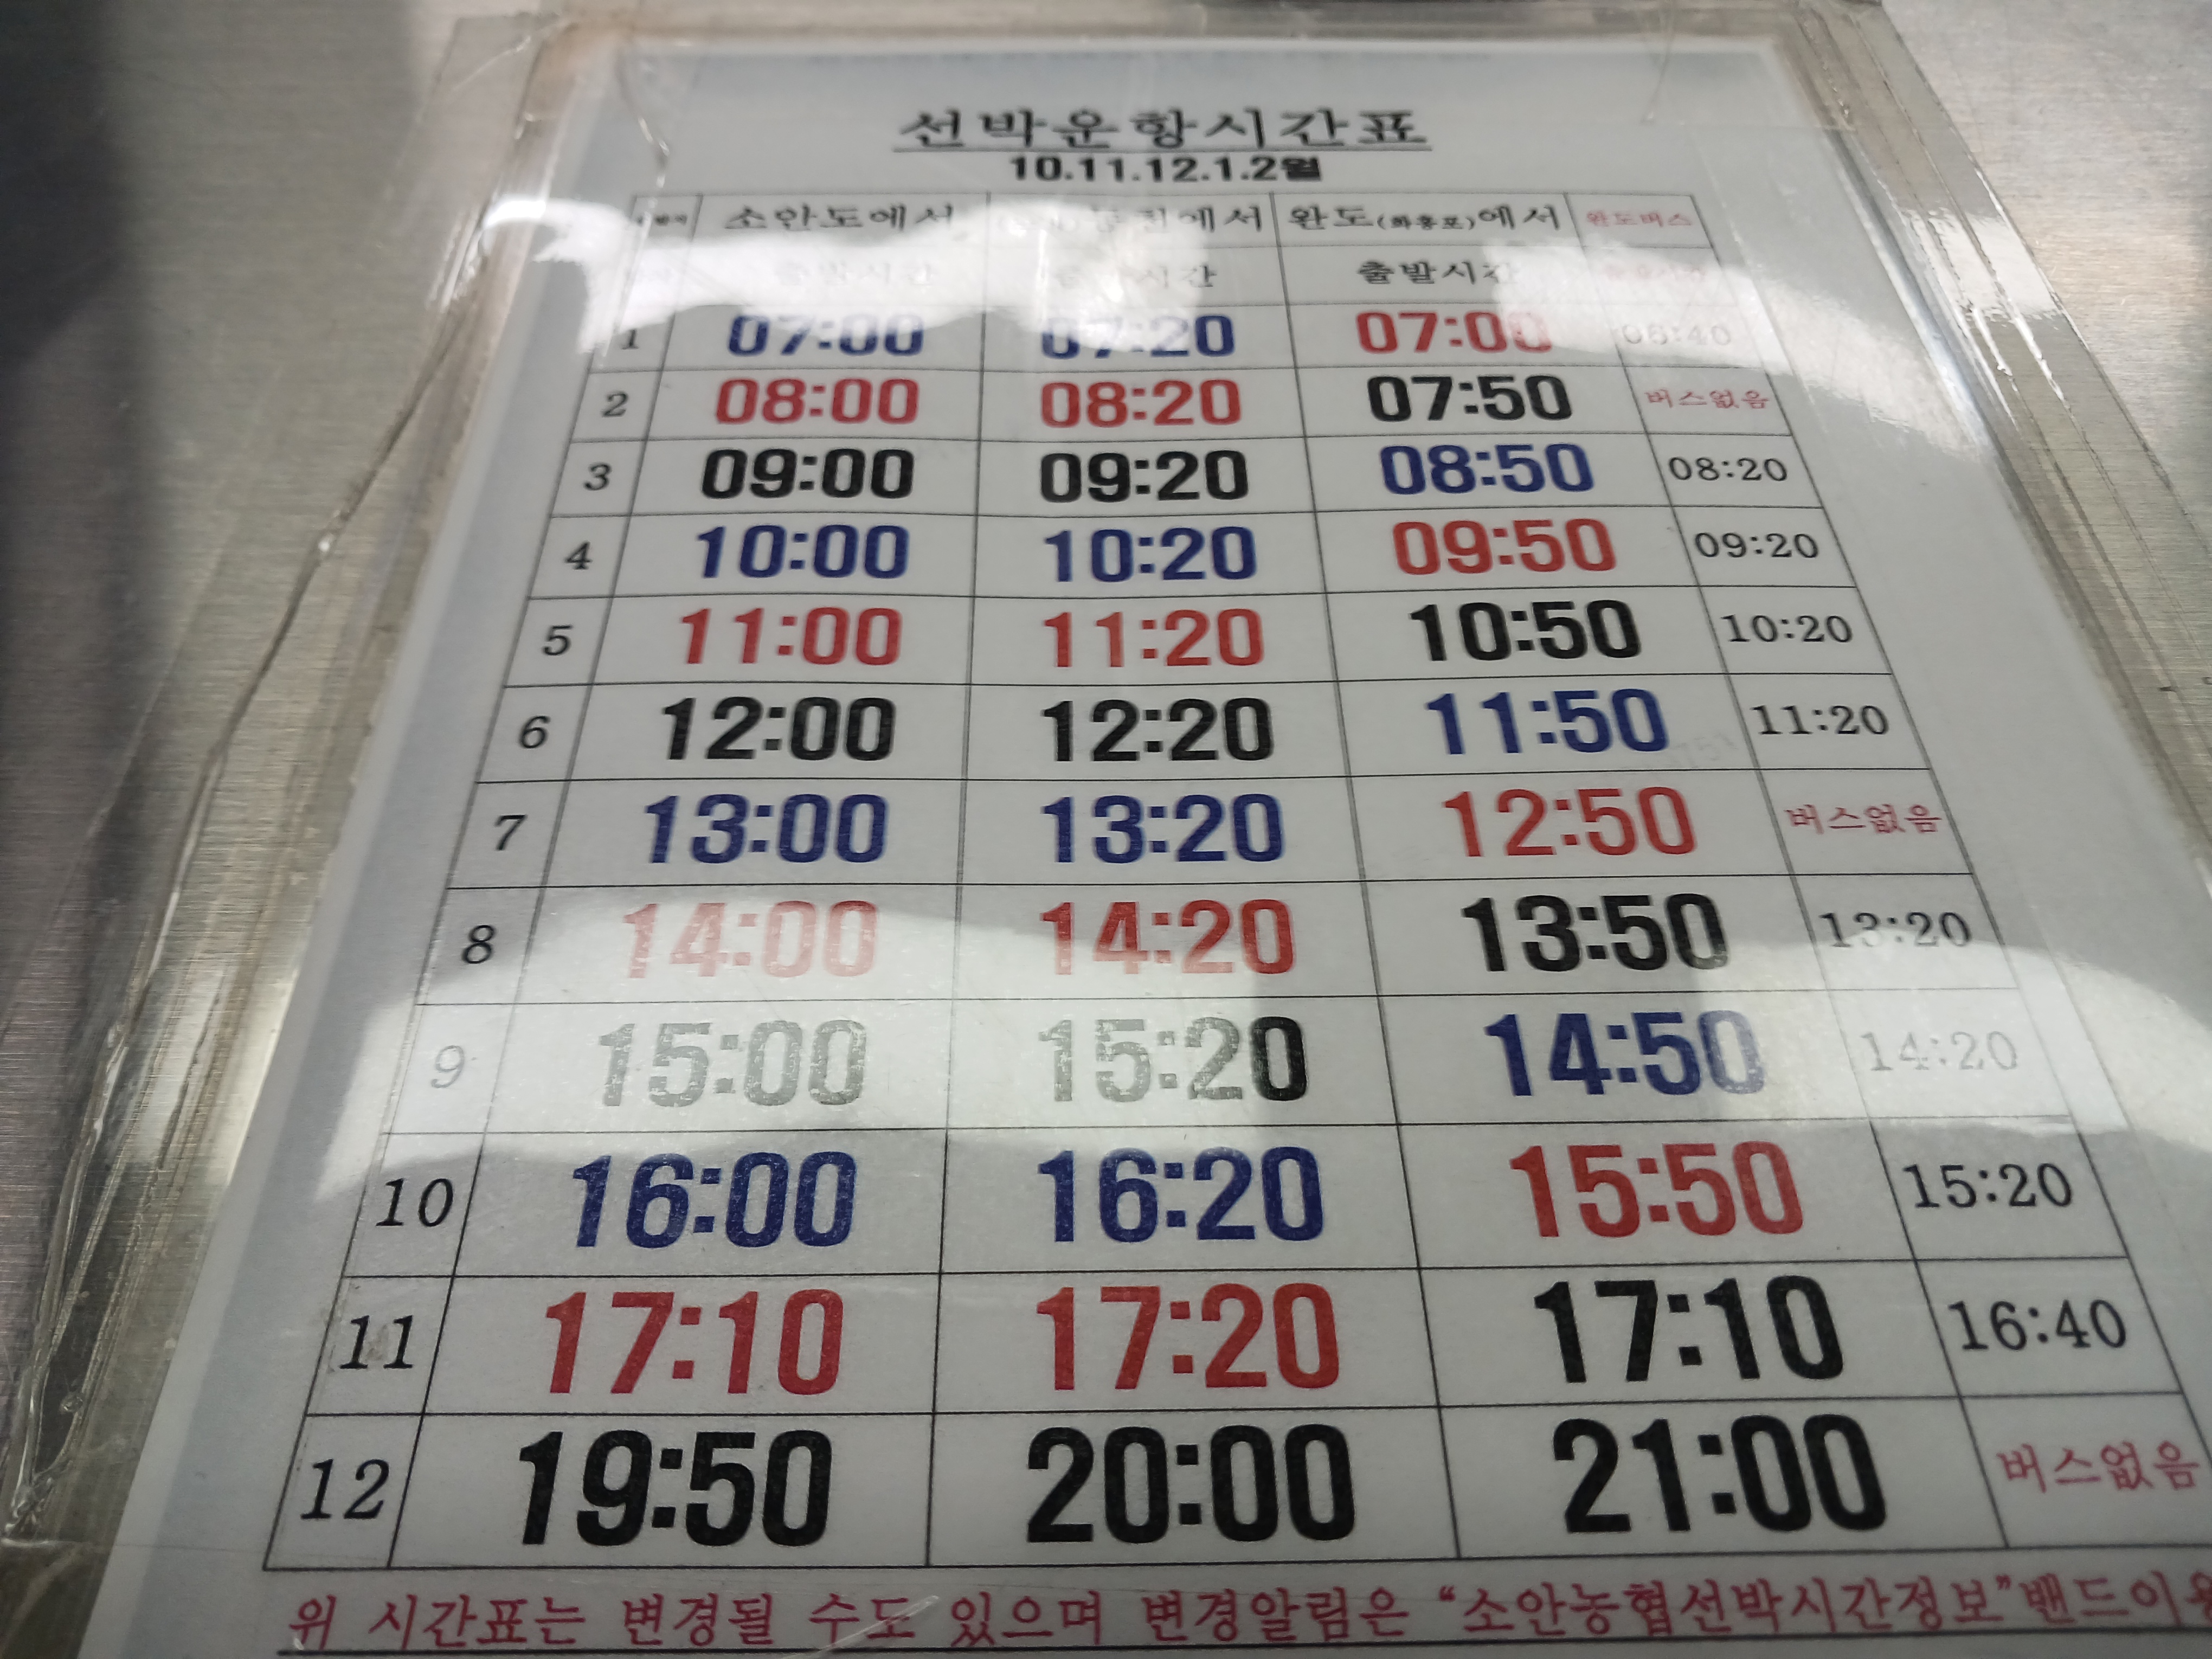 선박운항시간표
10.11.12.1.2월
소안도에서 에서 완도(화흥포)에서 완도버스
출발시간 시간 출발시간
1 07:00 07:20 07:00 06:40
2 08:00 08:20 07:50 버스없음
3 09:00 09:20 08:50 08:20
4 10:00 10:20 09:50 09:20
5 11:00 11:20 10:50 10:20
6 12:00 12:20 11:50 11:20
7 13:00 13:20 12:50 버스없음
8 14:00 14:20 13:50 13:20
9 15:00 15:20 14:50 14:20
10 16:00 16:20 15:50 15:20
11 17:10 17:20 17:10 16:40
12 19:50 20:00 21:00 버스없음
위 시간표는 변경될 수도 있으며 변경알림은 “소안농협선박시간정보”밴드이용